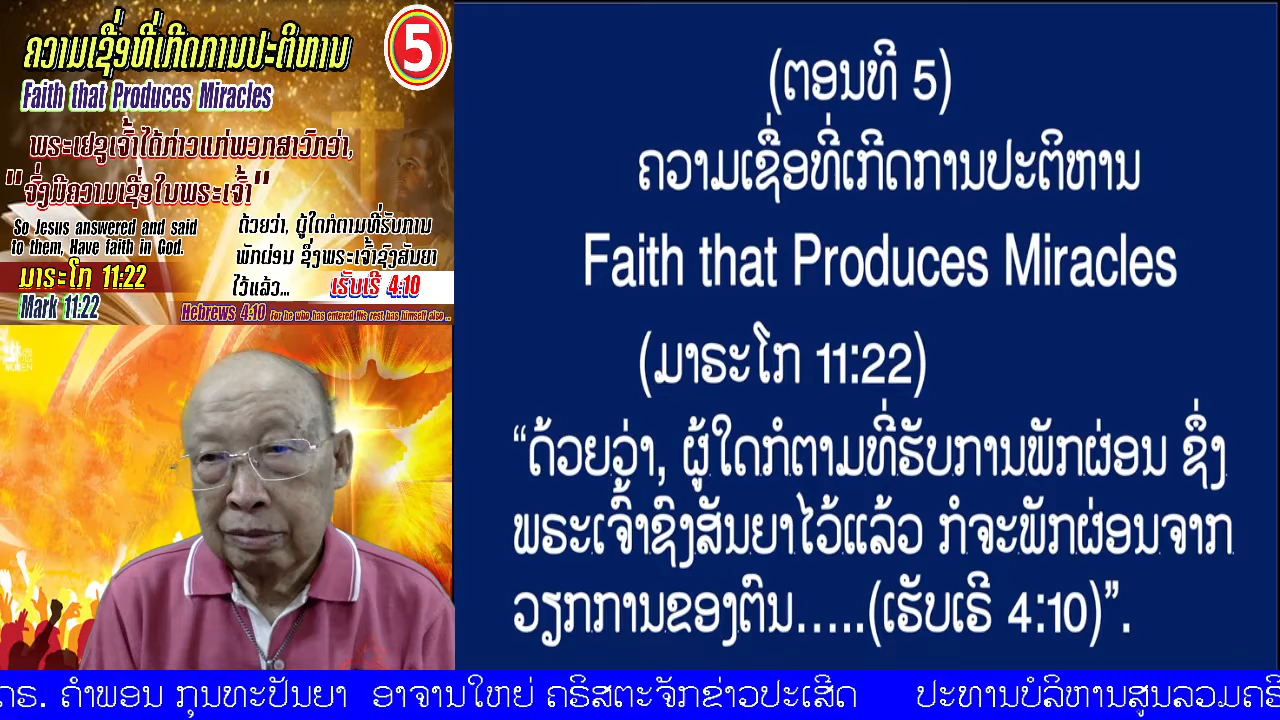 ຄວາມເຊື່ອທີ່ເກີດການປະຕິຫານ
5
Faith that Produces Miracles
ພຣະເຢຊູເຈົ້າໄດ້ກ່າວແກ່ພວກສາວົກວ່າ,
"ຈົ່ງມີຄວາມເຊື່ອໃນພຣະເຈົ້າ"
So Jesus answered and said
to them, Have faith in God.
ມາຣະໂກ 11:22
Mark 11:22
ດ້ວຍວ່າ, ຜູ້ໃດກໍຕາມທີ່ຮັບການ
ພັກຜ່ອນ ຊຶ່ງພຣະເຈົ້າຊົງສັນຍາ
ໄວ້ແລ້ວ... ເຮັບເຣີ 4:10
Hebrews 4:10 For he who has entered His rest has himself also ...
(ຕອນທີ 5)
ຄວາມເຊື່ອທີ່ເກີດການປະຕິຫານ
Faith that Produces Miracles
(ມາຣະໂກ 11:22)
“ດ້ວຍວ່າ, ຜູ້ໃດກໍຕາມທີ່ຮັບການພັກຜ່ອນ ຊຶ່ງ
ພຣະເຈົ້າຊົງສັນຍາໄວ້ແລ້ວ ກໍຈະພັກຜ່ອນຈາກ
ວຽກການຂອງຕົນ.....(ເຮັບເຣີ 4:10)”.
ດຣ. ຄຳພອນ ກຸນທະປັນຍາ ອາຈານໃຫຍ່ ຄຣິສຕະຈັກຂ່າວປະເສີດ ປະທານບໍລິຫານສູນລວມຄຣິ